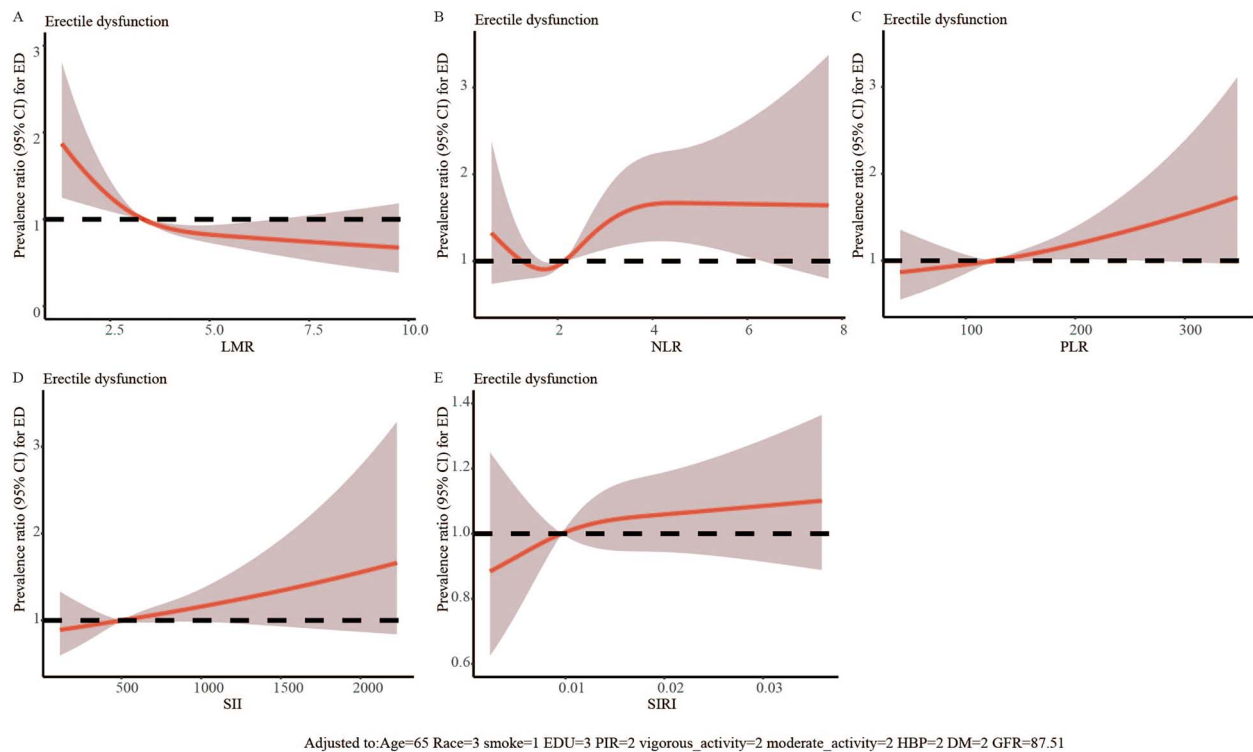 A
Erectile dysfunction
Prevalence ratio (95% CI) for ED
3
2
1
0
2.5
5.0
7.5
10.0
LMR
B
Erectile dysfunction
Prevalence ratio (95% CI) for ED
3
2
1
2
4
6
8
NLR
C
Erectile dysfunction
Prevalence ratio (95% CI) for ED
3
2
1
100
200
300
PLR
D
Erectile dysfunction
Prevalence ratio (95% CI) for ED
3
2
1
500
1000
1500
2000
SII
E
Erectile dysfunction
Prevalence ratio (95% CI) for ED
1.4
1.2
1.0
0.8
0.6
0.01
0.02
0.03
SIRI
Adjusted to:Age=65 Race=3 smoke=1 EDU=3 PIR=2 vigorous_activity=2 moderate_activity=2 HBP=2 DM=2 GFR=87.51